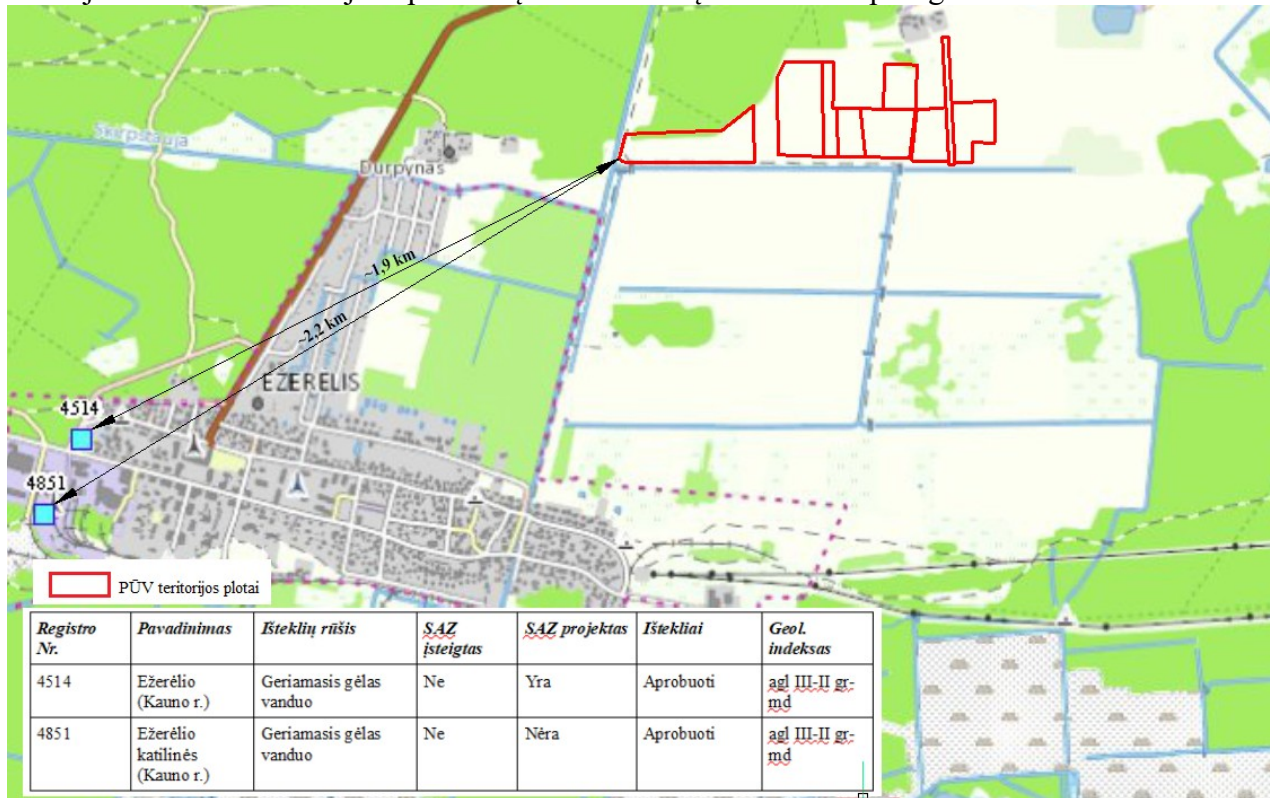 Skirpstauja
Durpynas
~1,9 km
~2,2 km
EŽERĖLIS
4514
4851
PŪV teritorijos plotai
Registro Nr. Pavadinimas Išteklių rūšis SAZ įsteigtas SAZ projektas Ištekliai Geol. indeksas
4514 Ežerėlio (Kauno r.) Geriamasis gėlas vanduo Ne Yra Aprobuoti agl III-II gr-md
4851 Ežerėlio katilinės (Kauno r.) Geriamasis gėlas vanduo Ne Nėra Aprobuoti agl III-II gr-md